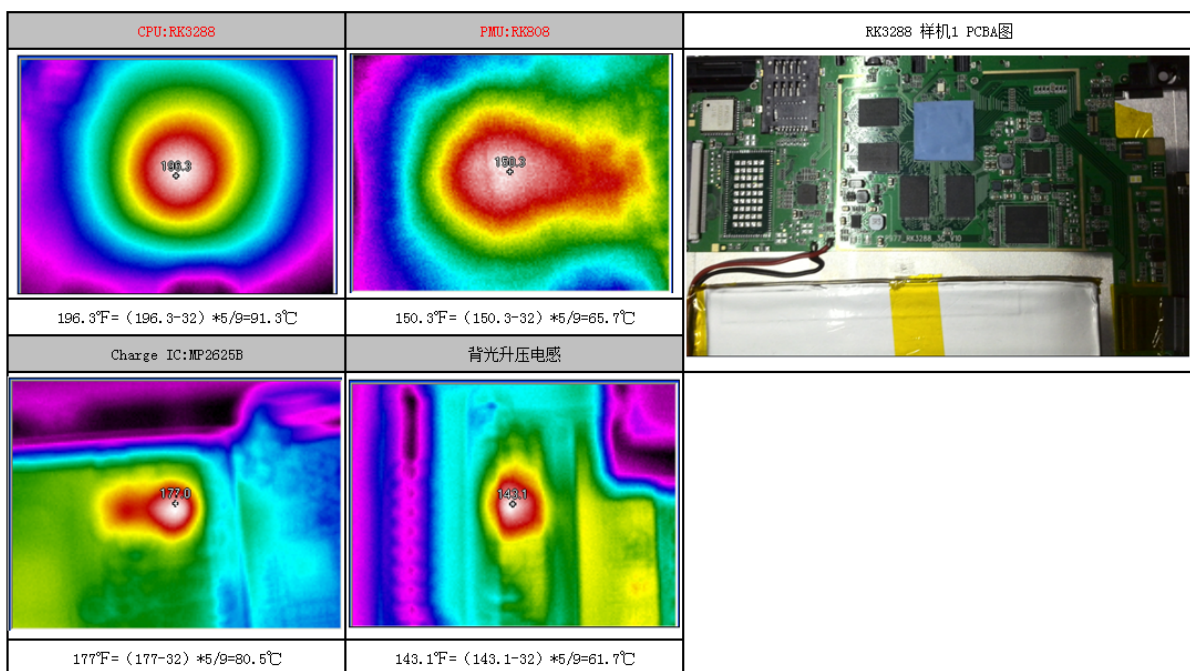 CPU:RK3288
PMU:RK808
RK3288 样机1 PCBA图
196.3
150.3
PS77_RK3288_3G_V10
196.3℉=（196.3-32）*5/9=91.3℃
150.3℉=（150.3-32）*5/9=65.7℃
Charge IC:MP2625B
背光升压电感
177.0
143.1
177℉=（177-32）*5/9=80.5℃
143.1℉=（143.1-32）*5/9=61.7℃